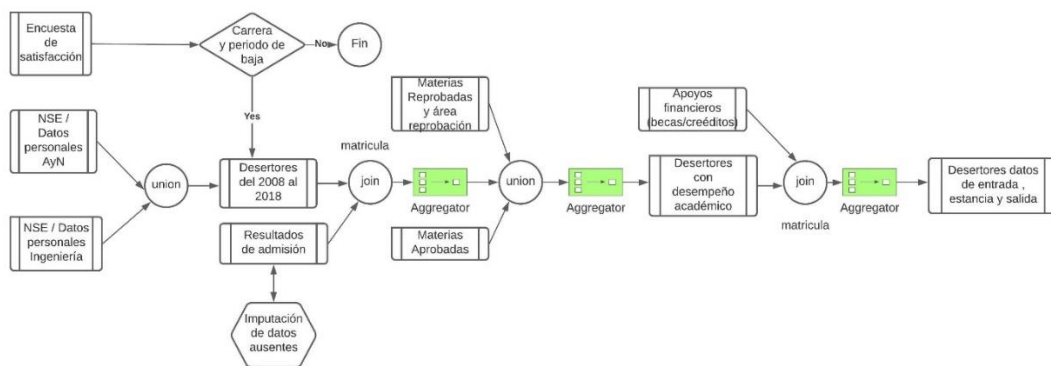 Encuesta
de
satisfacción
Carrera
y periodo de
baja
No
Fin
Yes
NSE /
Datos
personales
AyN
NSE / Datos
personales
Ingeniería
union
Desertores
del 2008 al
2018
Resultados
de admisión
Imputación
de datos
ausentes
matricula
join
Aggregator
Materias
Reprobadas
y área
reprobación
union
Materias
Aprobadas
Aggregator
Apoyos
financieros
(becas/creéditos)
Desertores
con
desempeño
académico
join
matricula
Aggregator
Desertores datos
de entrada ,
estancia y salida